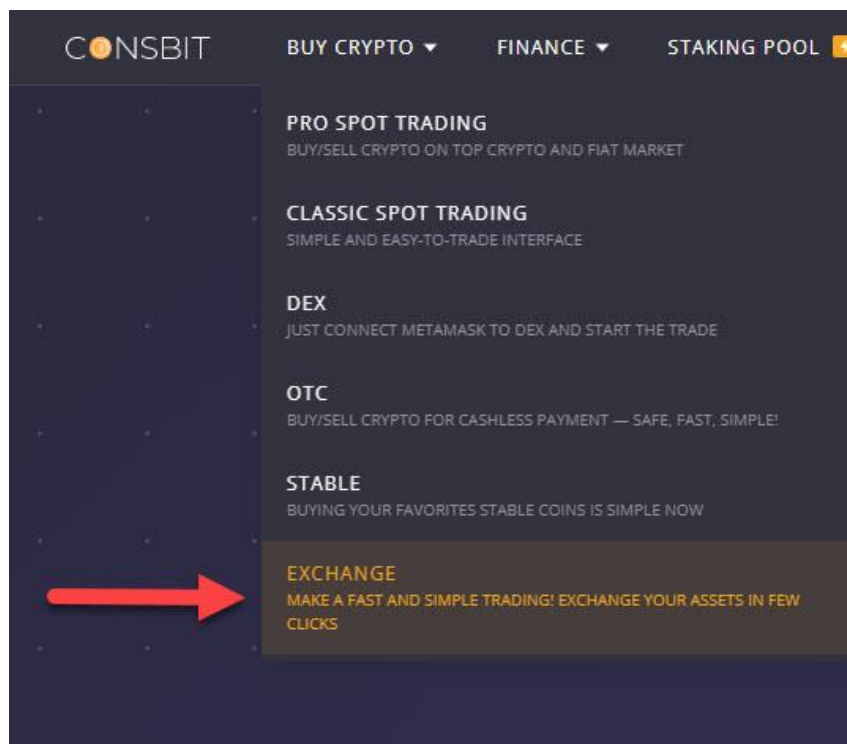 CONSBIT
BUY CRYPTO
FINANCE
STAKING POOL
PRO SPOT TRADING
BUY/SELL CRYPTO ON TOP CRYPTO AND FIAT MARKET
CLASSIC SPOT TRADING
SIMPLE AND EASY-TO-TRADE INTERFACE
DEX
JUST CONNECT METAMASK TO DEX AND START THE TRADE
OTC
BUY/SELL CRYPTO FOR CASHLESS PAYMENT — SAFE, FAST, SIMPLE!
STABLE
BUYING YOUR FAVORITES STABLE COINS IS SIMPLE NOW
EXCHANGE
MAKE A FAST AND SIMPLE TRADING! EXCHANGE YOUR ASSETS IN FEW
CLICKS